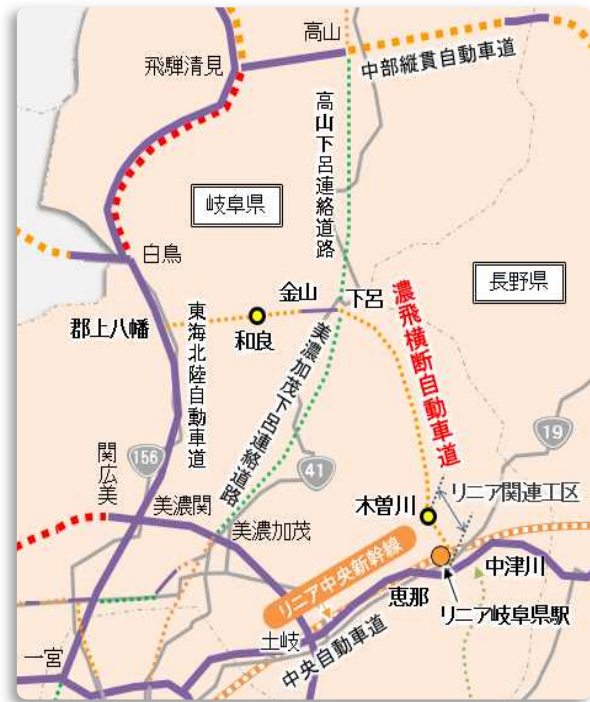 高山
飛騨清見
中部縦貫自動車道
高山下呂連絡道路
岐阜県
白鳥
長野県
金山
下呂
郡上八幡
東海北陸自動車道
和良
濃飛横断自動車道
美濃加茂下呂連絡道路
19
156
41
関広美
リニア関連工区
美濃関
木曽川
美濃加茂
リニア中央新幹線
中津川
恵那
リニア岐阜県駅
土岐
中央自動車道
一宮